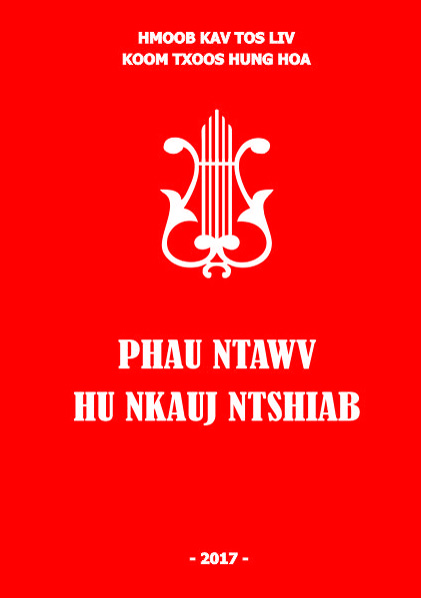 HMOOB KAV TOS LIV
KOOM TXOOS HUNG HOA
PHAU NTAWV
HU NKAUJ NTSHIAB
- 2017 -